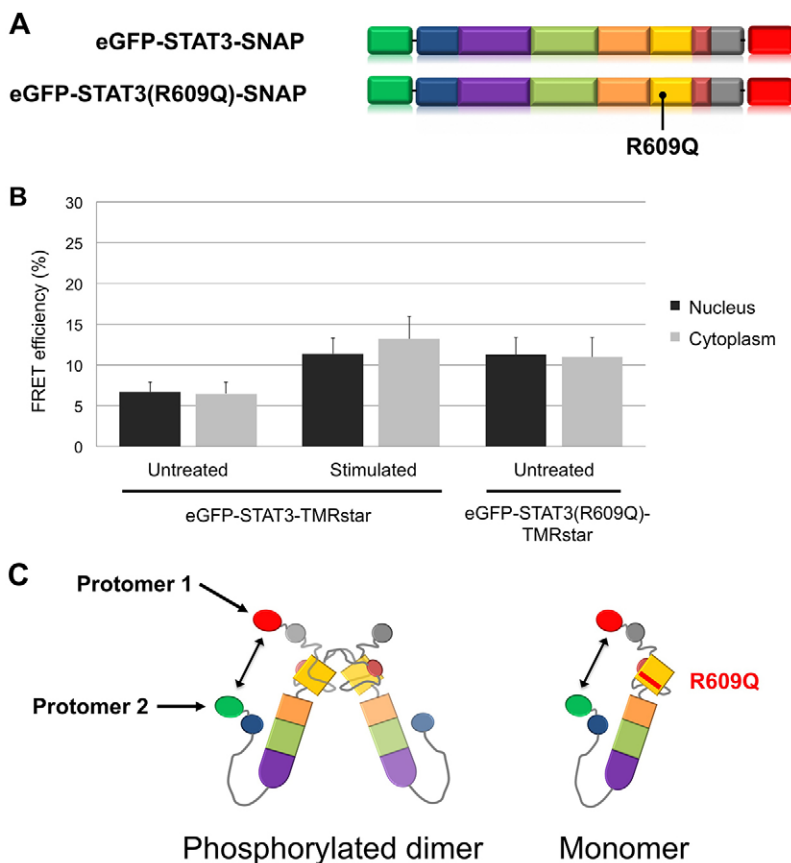 A
eGFP-STAT3-SNAP
eGFP-STAT3(R609Q)-SNAP
R609Q
B
FRET efficiency (%)
30
25
20
15
10
5
0
Nucleus
Cytoplasm
Untreated
Stimulated
Untreated
eGFP-STAT3-TMRstar
eGFP-STAT3(R609Q)-
TMRstar
C
Protomer 1
Protomer 2
R609Q
Phosphorylated dimer
Monomer